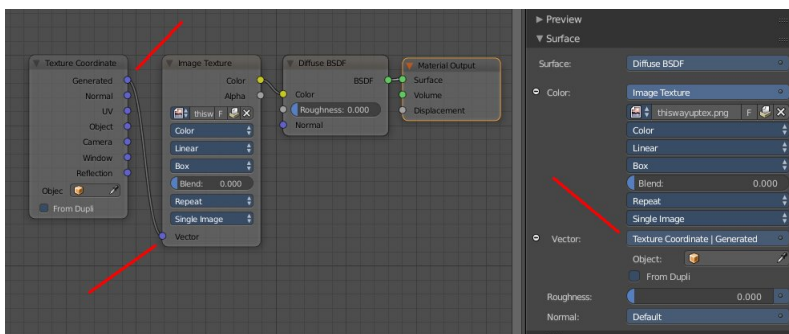 Texture Coordinate
Generated
Normal
UV
Object
Camera
Window
Reflection
Objec
From Dupli
Image Texture
Color
Alpha
thisw F
Color
Linear
Box
Blend: 0.000
Repeat
Single Image
Vector
Diffuse BSDF
BSDF
Color
Roughness: 0.000
Normal
Material Output
Surface
Volume
Displacement
Preview
Surface
Surface: Diffuse BSDF
Color: Image Texture
thiswayuptex.png F
Color
Linear
Box
Blend: 0.000
Repeat
Single Image
Vector: Texture Coordinate | Generated
Object:
From Dupli
Roughness: 0.000
Normal: Default